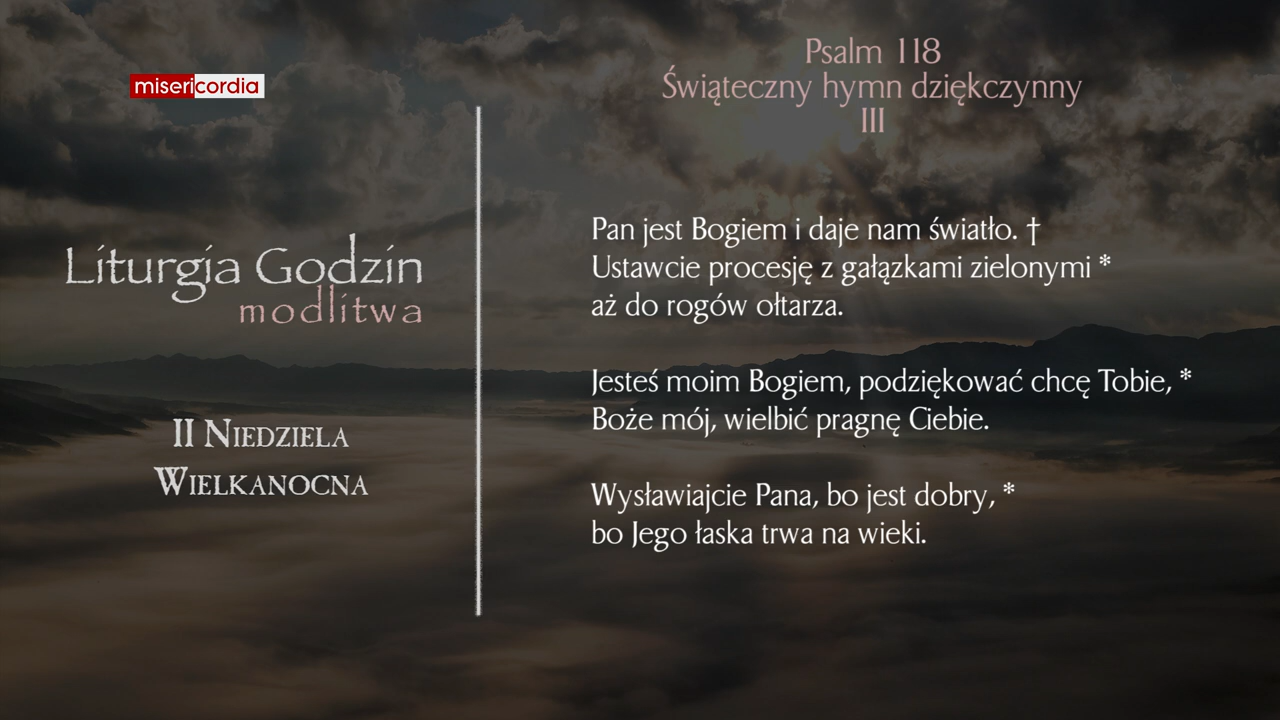 misericordia
Liturgia Godzin
modlitwa
II Niedziela
Wielkanocna
Psalm 118
Świąteczny hymn dziękczynny
III
Pan jest Bogiem i daje nam światło. †
Ustawcie procesję z gałązkami zielonymi *
aż do rogów ołtarza.
Jesteś moim Bogiem, podziękować chcę Tobie, *
Boże mój, wielbić pragnę Ciebie.
Wysławiajcie Pana, bo jest dobry, *
bo Jego łaska trwa na wieki.